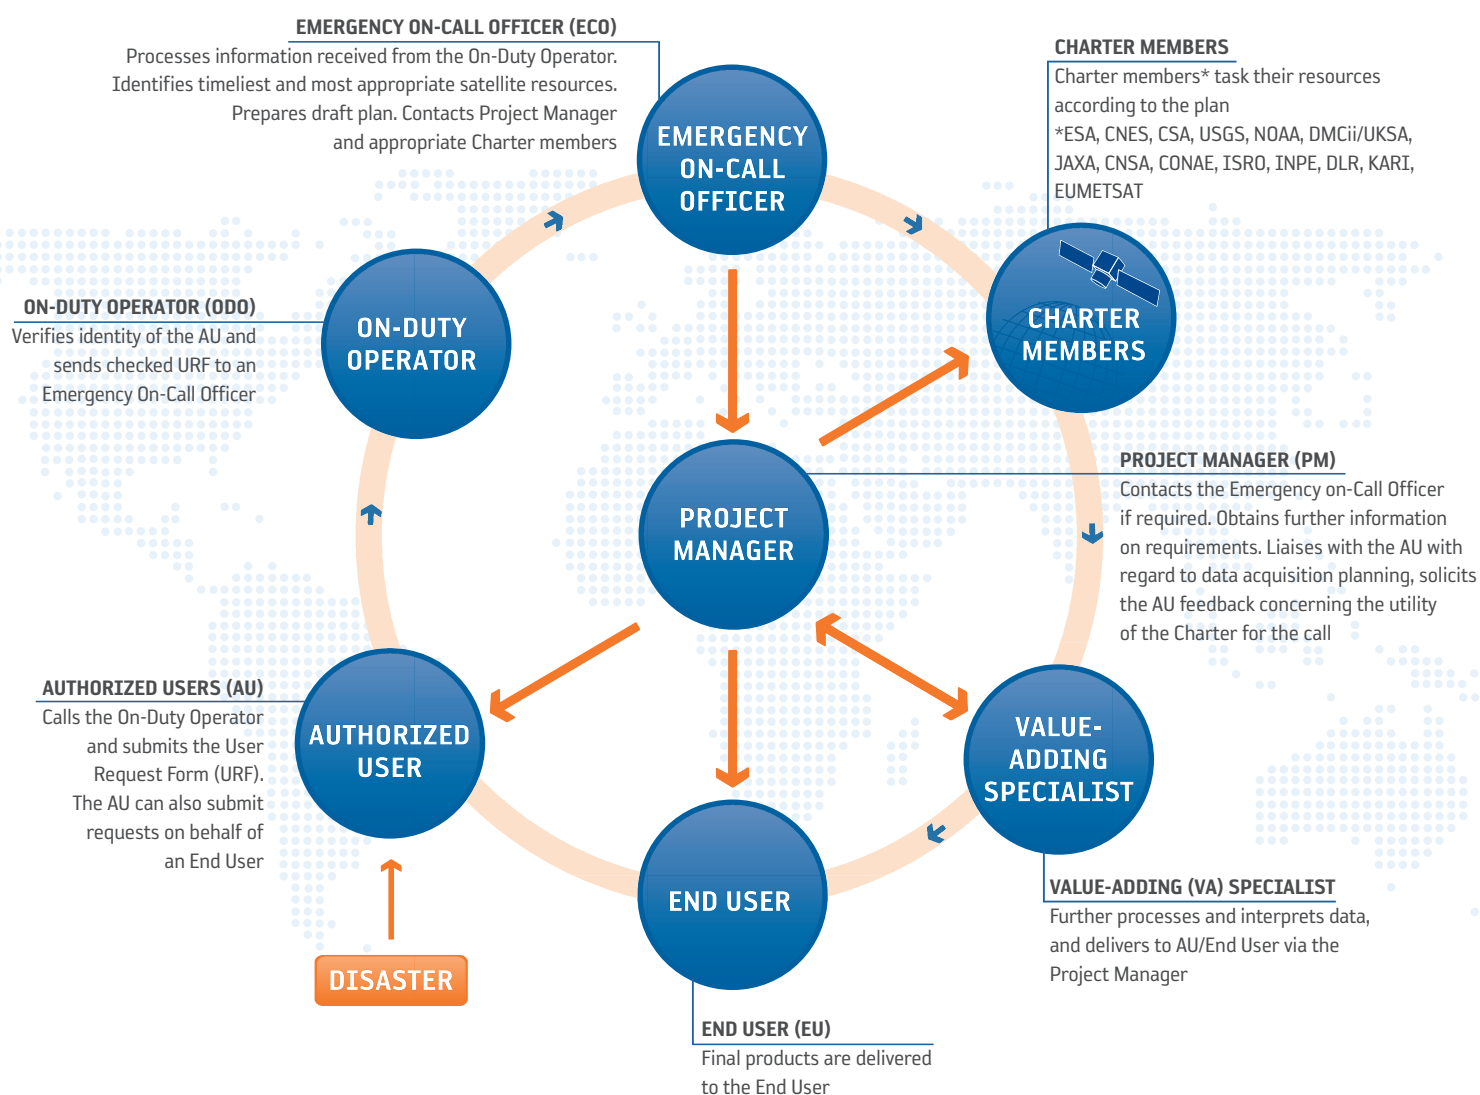 EMERGENCY ON-CALL OFFICER (ECO)
Processes information received from the On-Duty Operator.
Identifies timeliest and most appropriate satellite resources.
Prepares draft plan. Contacts Project Manager
and appropriate Charter members
CHARTER MEMBERS
Charter members* task their resources
according to the plan
*ESA, CNES, CSA, USGS, NOAA, DMCii/UKSA,
JAXA, CNSA, CONAE, ISRO, INPE, DLR, KARI,
EUMETSAT
EMERGENCY
ON-CALL
OFFICER
ON-DUTY OPERATOR (ODO)
Verifies identity of the AU and
sends checked URF to an
Emergency On-Call Officer
ON-DUTY
OPERATOR
CHARTER
MEMBERS
PROJECT MANAGER (PM)
Contacts the Emergency on-Call Officer
if required. Obtains further information
on requirements. Liaises with the AU with
regard to data acquisition planning, solicits
the AU feedback concerning the utility
of the Charter for the call
PROJECT
MANAGER
AUTHORIZED USERS (AU)
Calls the On-Duty Operator
and submits the User
Request Form (URF).
The AU can also submit
requests on behalf of
an End User
AUTHORIZED
USER
VALUE-
ADDING
SPECIALIST
END USER
VALUE-ADDING (VA) SPECIALIST
Further processes and interprets data,
and delivers to AU/End User via the
Project Manager
DISASTER
END USER (EU)
Final products are delivered
to the End User